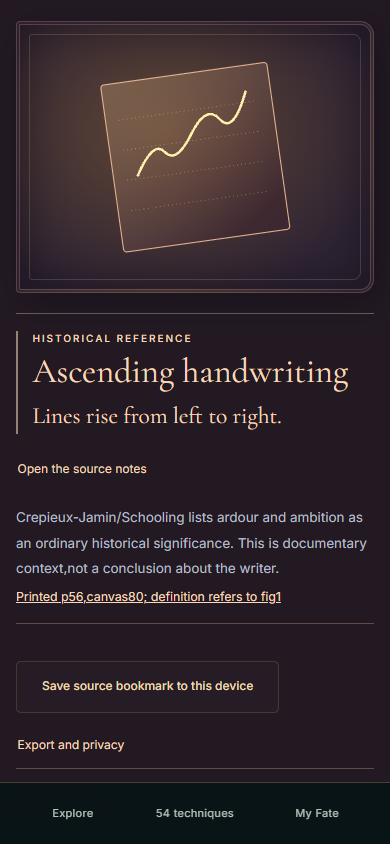 HISTORICAL REFERENCE
Ascending handwriting
Lines rise from left to right.
Open the source notes
Crepieux-Jamin/Schooling lists ardour and ambition as
an ordinary historical significance. This is documentary
context,not a conclusion about the writer.
Printed p56,canvas80; definition refers to fig1
Save source bookmark to this device
Export and privacy
Explore
54 techniques
My Fate